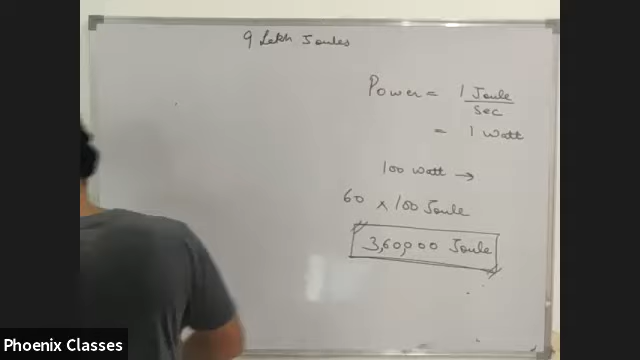 9 Lakh Joules
Power = 1 Joule
Sec
= 1 watt
100 watt →
60 × 100 Joule
3,60,000 Joule
Phoenix Classes